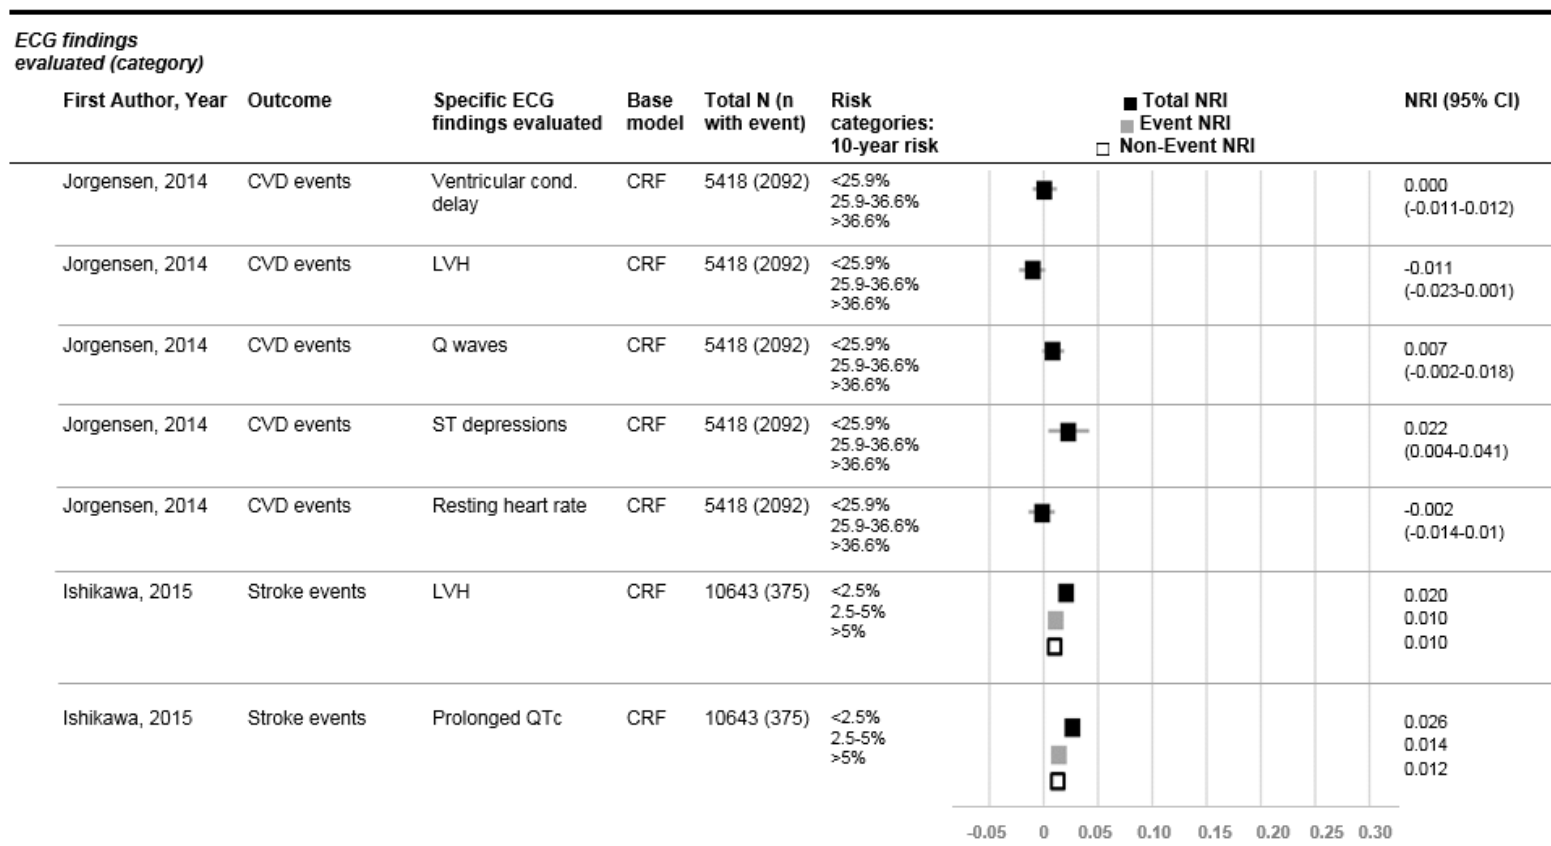 ECG findings
evaluated (category)
First Author, Year Outcome Specific ECG findings evaluated Base model Total N (n with event) Risk categories: 10-year risk Total NRI Event NRI Non-Event NRI NRI (95% CI)
Jorgensen, 2014 CVD events Ventricular cond. CRF 5418 (2092) <25.9% 0.000
delay 25.9-36.6% (-0.011-0.012)
>36.6%
Jorgensen, 2014 CVD events LVH CRF 5418 (2092) <25.9% -0.011
25.9-36.6% (-0.023-0.001)
>36.6%
Jorgensen, 2014 CVD events Q waves CRF 5418 (2092) <25.9% 0.007
25.9-36.6% (-0.002-0.018)
>36.6%
Jorgensen, 2014 CVD events ST depressions CRF 5418 (2092) <25.9% 0.022
25.9-36.6% (0.004-0.041)
>36.6%
Jorgensen, 2014 CVD events Resting heart rate CRF 5418 (2092) <25.9% -0.002
25.9-36.6% (-0.014-0.01)
>36.6%
Ishikawa, 2015 Stroke events LVH CRF 10643 (375) <2.5% 0.020
2.5-5% 0.010
>5% 0.010
Ishikawa, 2015 Stroke events Prolonged QTc CRF 10643 (375) <2.5% 0.026
2.5-5% 0.014
>5% 0.012
-0.05 0 0.05 0.10 0.15 0.20 0.25 0.30